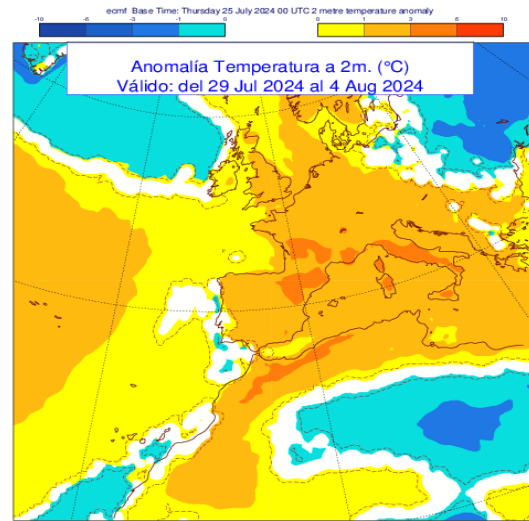 ecmf Base Time: Thursday 25 July 2024 00 UTC 2 metre temperature anomaly
-10 -6 -3 -1 0 0 1 3 6 10
Anomalía Temperatura a 2m. (°C)
Válido: del 29 Jul 2024 al 4 Aug 2024